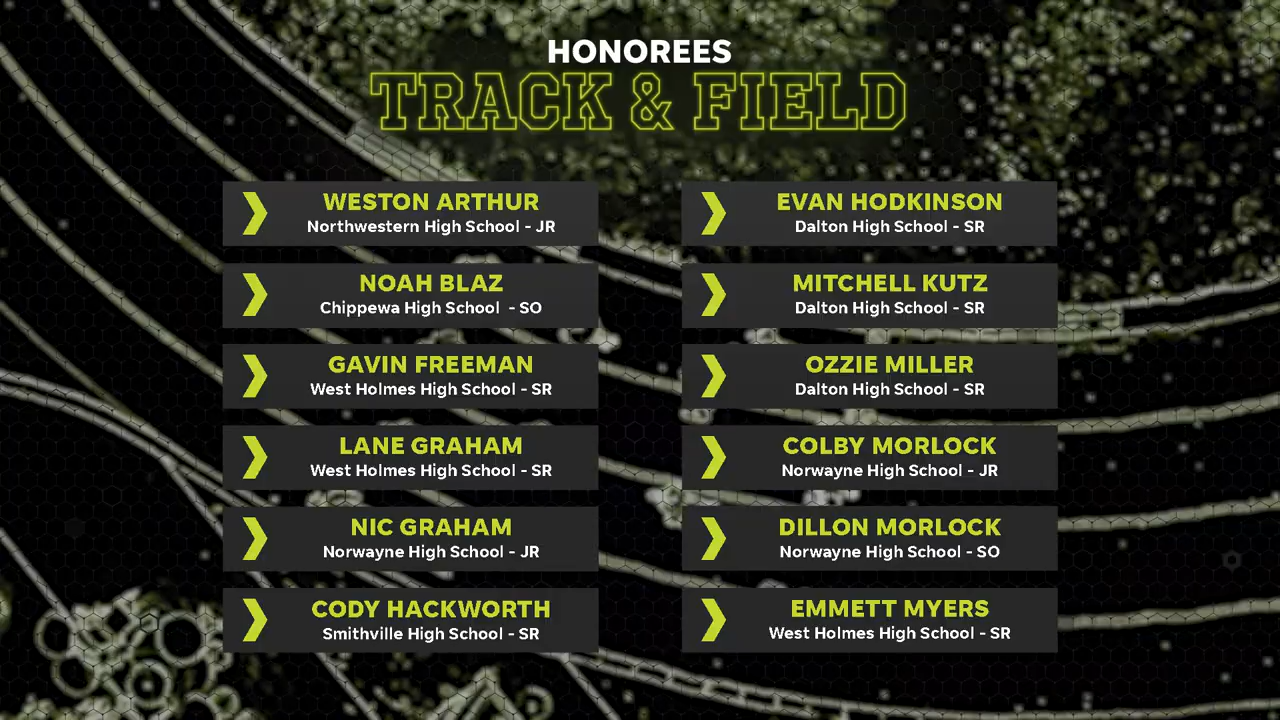 HONOREES
TRACK & FIELD
WESTON ARTHUR
Northwestern High School - JR
NOAH BLAZ
Chippewa High School - SO
GAVIN FREEMAN
West Holmes High School - SR
LANE GRAHAM
West Holmes High School - SR
NIC GRAHAM
Norwayne High School - JR
CODY HACKWORTH
Smithville High School - SR
EVAN HODKINSON
Dalton High School - SR
MITCHELL KUTZ
Dalton High School - SR
OZZIE MILLER
Dalton High School - SR
COLBY MORLOCK
Norwayne High School - JR
DILLON MORLOCK
Norwayne High School - SO
EMMETT MYERS
West Holmes High School - SR